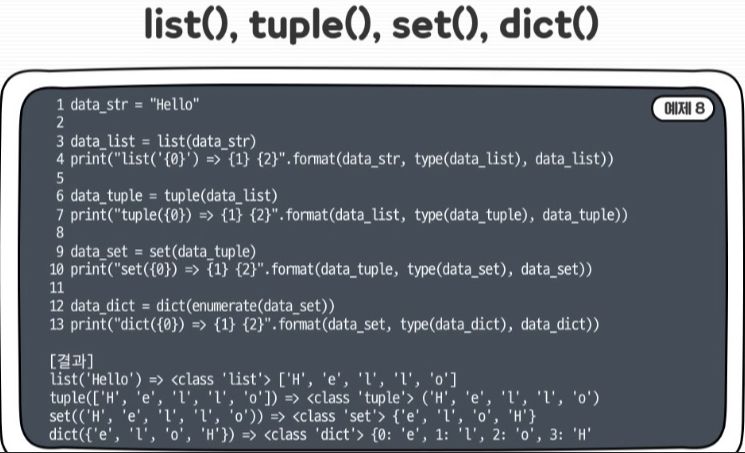 list(), tuple(), set(), dict()
예제 8
1 data_str = "Hello"
2
3 data_list = list(data_str)
4 print("list('{0}') => {1} {2}".format(data_str, type(data_list), data_list))
5
6 data_tuple = tuple(data_list)
7 print("tuple({0}) => {1} {2}".format(data_list, type(data_tuple), data_tuple))
8
9 data_set = set(data_tuple)
10 print("set({0}) => {1} {2}".format(data_tuple, type(data_set), data_set))
11
12 data_dict = dict(enumerate(data_set))
13 print("dict({0}) => {1} {2}".format(data_set, type(data_dict), data_dict))
[결과]
list('Hello') => <class 'list'> ['H', 'e', 'l', 'l', 'o']
tuple(['H', 'e', 'l', 'l', 'o']) => <class 'tuple'> ('H', 'e', 'l', 'l', 'o')
set(('H', 'e', 'l', 'l', 'o')) => <class 'set'> {'e', 'l', 'o', 'H'}
dict({'e', 'l', 'o', 'H'}) => <class 'dict'> {0: 'e', 1: 'l', 2: 'o', 3: 'H'